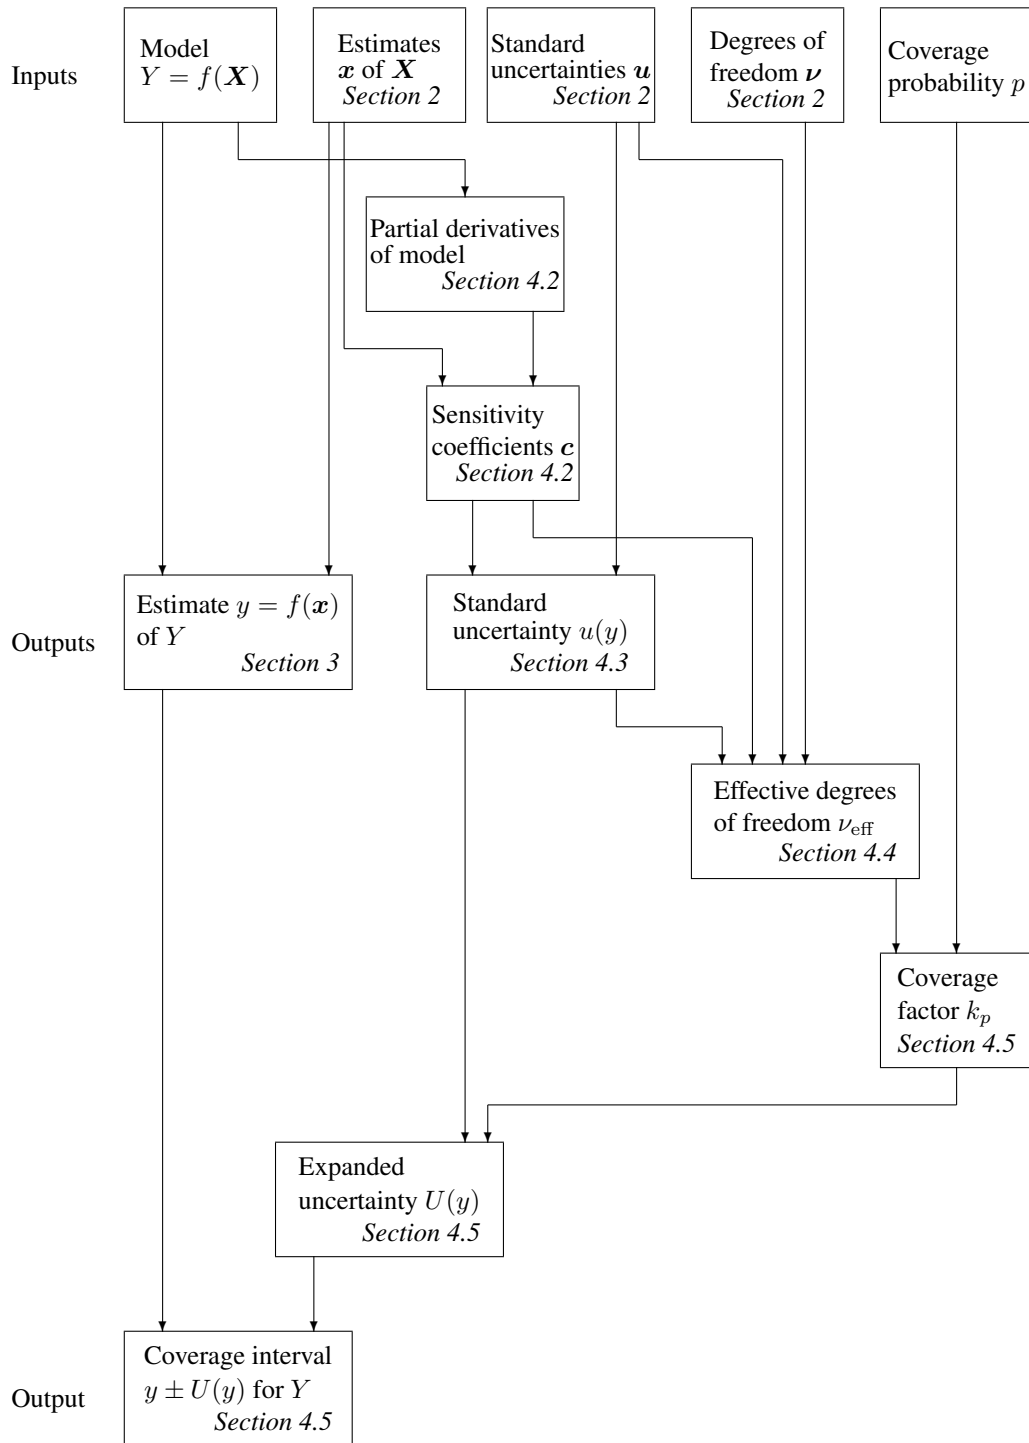 Inputs
Model
Y = f(X)
Estimates
x of X
Section 2
Standard
uncertainties u
Section 2
Degrees of
freedom ν
Section 2
Coverage
probability p
Partial derivatives
of model
Section 4.2
Sensitivity
coefficients c
Section 4.2
Outputs
Estimate y = f(x)
of Y
Section 3
Standard
uncertainty u(y)
Section 4.3
Effective degrees
of freedom ν_eff
Section 4.4
Coverage
factor k_p
Section 4.5
Expanded
uncertainty U(y)
Section 4.5
Output
Coverage interval
y ± U(y) for Y
Section 4.5